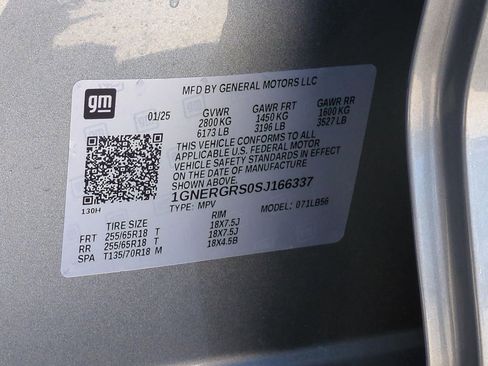 MFD BY GENERAL MOTORS LLC
gm
01/25 GVWR GAWR FRT GAWR RR
2800 KG 1450 KG 1600 KG
6173 LB 3196 LB 3527 LB
THIS VEHICLE CONFORMS TO ALL
APPLICABLE U.S. FEDERAL MOTOR
VEHICLE SAFETY STANDARDS IN EFFECT ON
THE DATE OF MANUFACTURE SHOWN ABOVE.
1GNERGRS0SJ166337
TYPE: MPV MODEL: 071LB56
130H
TIRE SIZE RIM
FRT 255/65R18 T 18X7.5J
RR 255/65R18 T 18X7.5J
SPA T135/70R18 M 18X4.5B